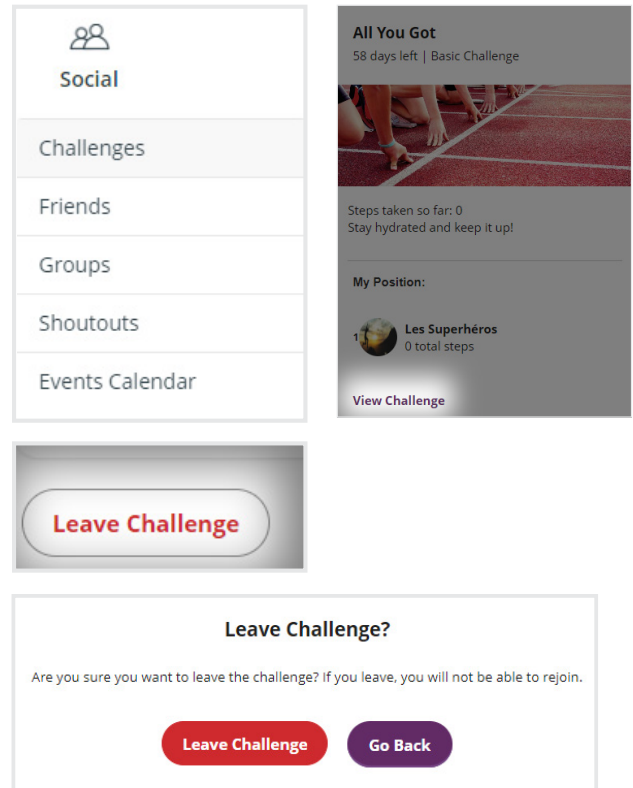 Social
Challenges
Friends
Groups
Shoutouts
Events Calendar
All You Got
58 days left | Basic Challenge
Steps taken so far: 0
Stay hydrated and keep it up!
My Position:
1
Les Superhéros
0 total steps
View Challenge
Leave Challenge
Leave Challenge?
Are you sure you want to leave the challenge? If you leave, you will not be able to rejoin.
Leave Challenge Go Back